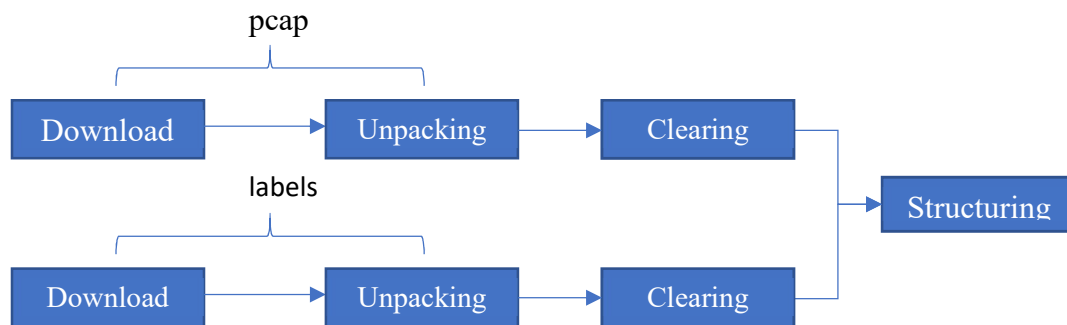 pcap
Download
Unpacking
Clearing
Structuring
labels
Download
Unpacking
Clearing